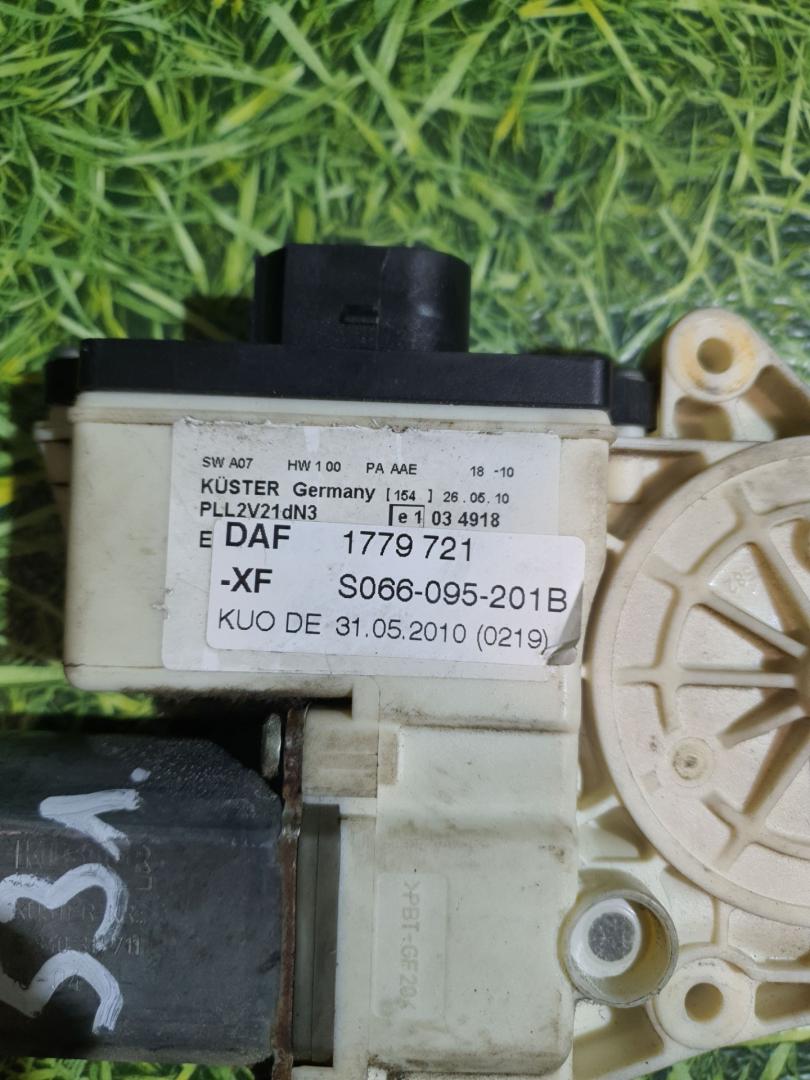 SW A07 HW 1 00 PA AAE 18 -10
KÜSTER Germany [ 154 ] 26 . 05. 10
PLL2V21dN3 e 1 03 4918
E
DAF 1779 721
-XF S066-095-201B
KUO DE 31.05.2010 (0219)
>PBT-GF20<